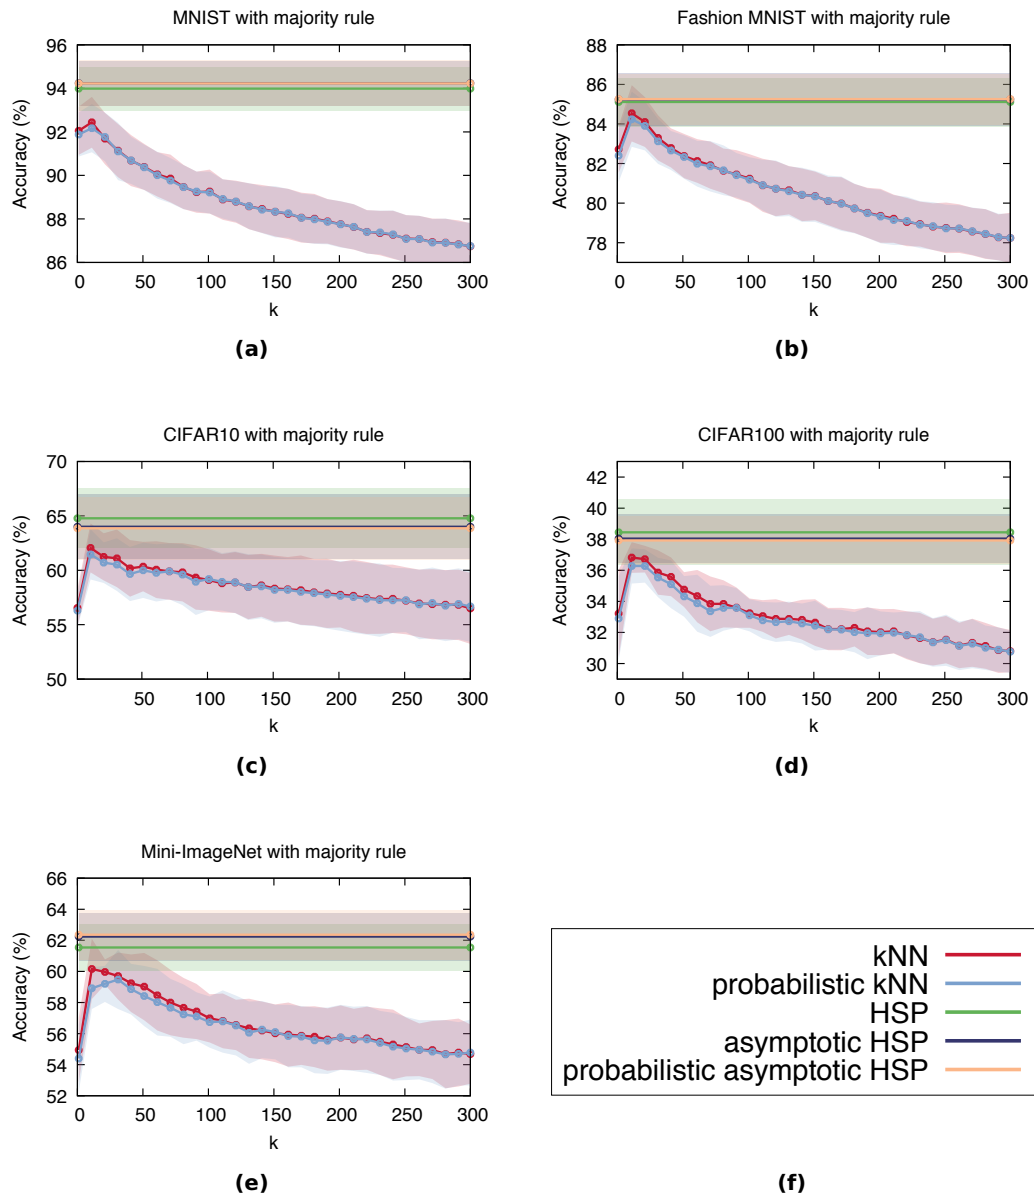 MNIST with majority rule
Accuracy (%)
96
94
92
90
88
86
0 50 100 150 200 250 300
k
(a)
Fashion MNIST with majority rule
Accuracy (%)
88
86
84
82
80
78
0 50 100 150 200 250 300
k
(b)
CIFAR10 with majority rule
Accuracy (%)
70
65
60
55
50
50 100 150 200 250 300
k
(c)
CIFAR100 with majority rule
Accuracy (%)
42
40
38
36
34
32
30
0 50 100 150 200 250 300
k
(d)
Mini-ImageNet with majority rule
Accuracy (%)
66
64
62
60
58
56
54
52
0 50 100 150 200 250 300
k
(e)
kNN
probabilistic kNN
HSP
asymptotic HSP
probabilistic asymptotic HSP
(f)